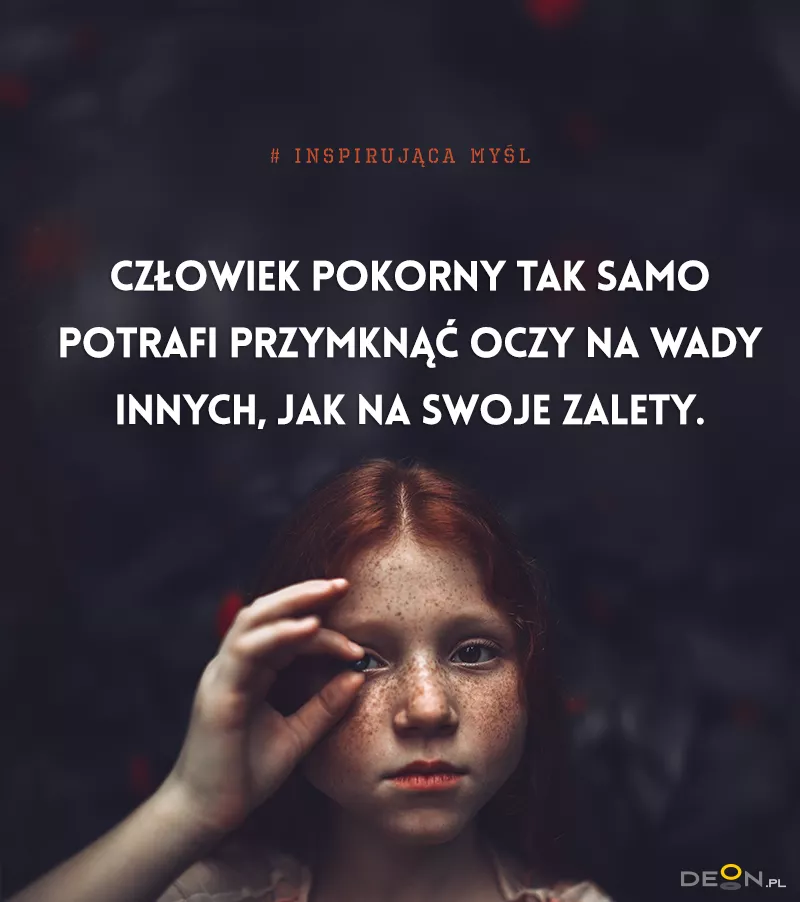 # INSPIRUJĄCA MYŚL
CZŁOWIEK POKORNY TAK SAMO
POTRAFI PRZYMKNĄĆ OCZY NA WADY
INNYCH, JAK NA SWOJE ZALETY.
DEON.PL